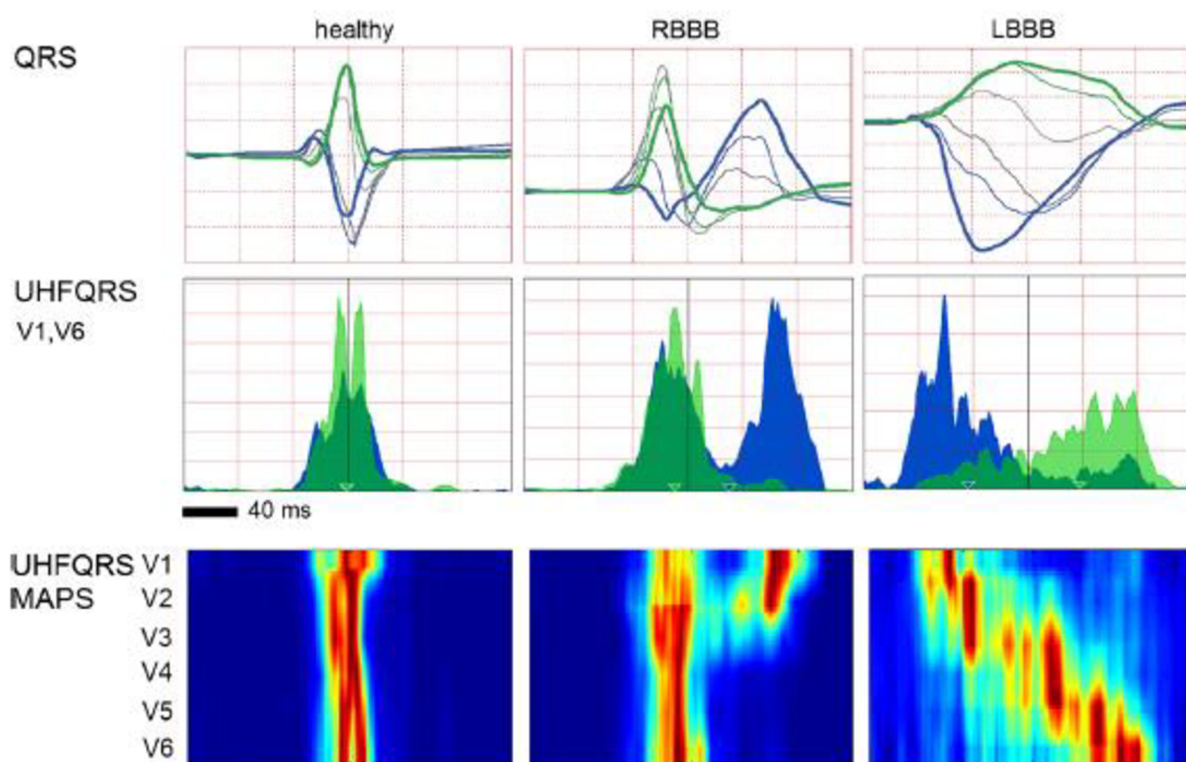 healthy RBBB LBBB
QRS
UHFQRS
V1,V6
40 ms
UHFQRS V1
MAPS V2
V3
V4
V5
V6